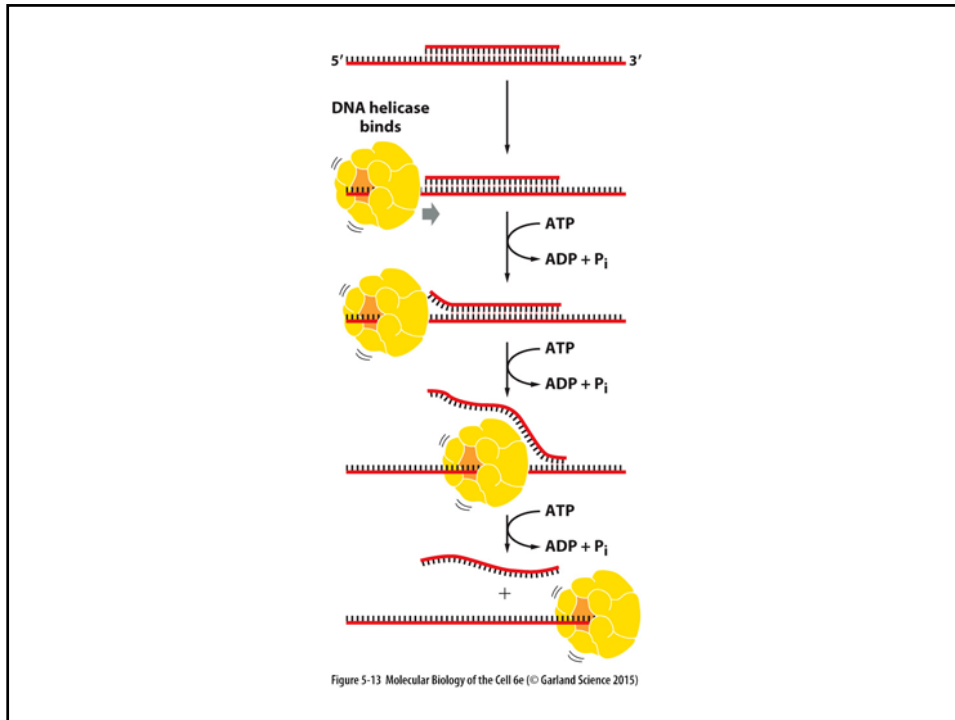 5′ 3′
DNA helicase
binds
ATP
ADP + Pi
ATP
ADP + Pi
ATP
ADP + Pi
+
Figure 5-13 Molecular Biology of the Cell 6e (© Garland Science 2015)